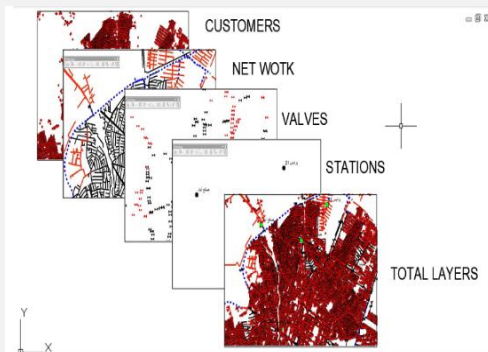 CUSTOMERS
NET WOTK
VALVES
STATIONS
TOTAL LAYERS
Y
X